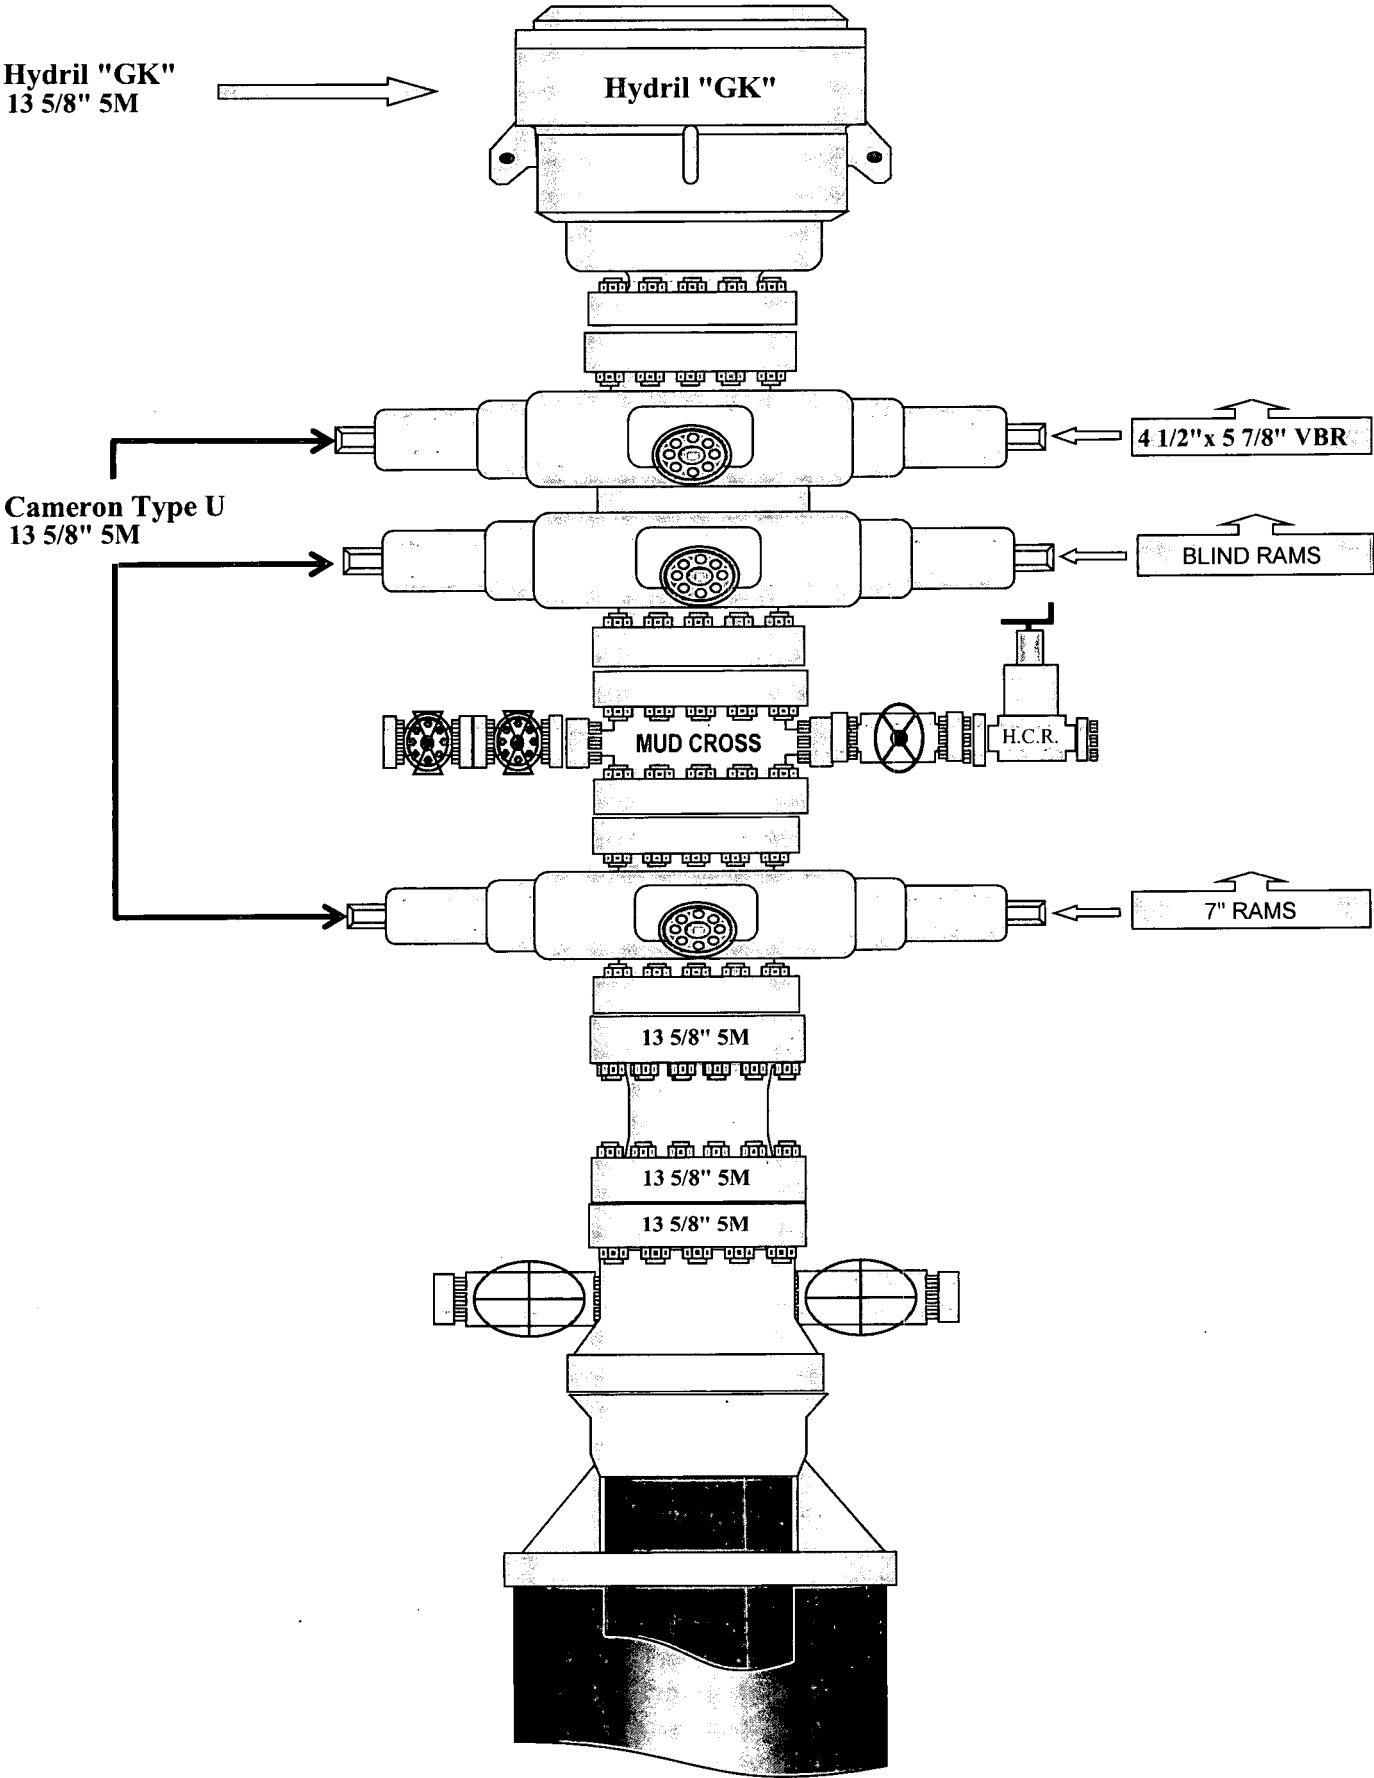 Hydril "GK"
13 5/8" 5M
Hydril "GK"
4 1/2"x 5 7/8" VBR
Cameron Type U
13 5/8" 5M
BLIND RAMS
H.C.R.
MUD CROSS
7" RAMS
13 5/8" 5M
13 5/8" 5M
13 5/8" 5M